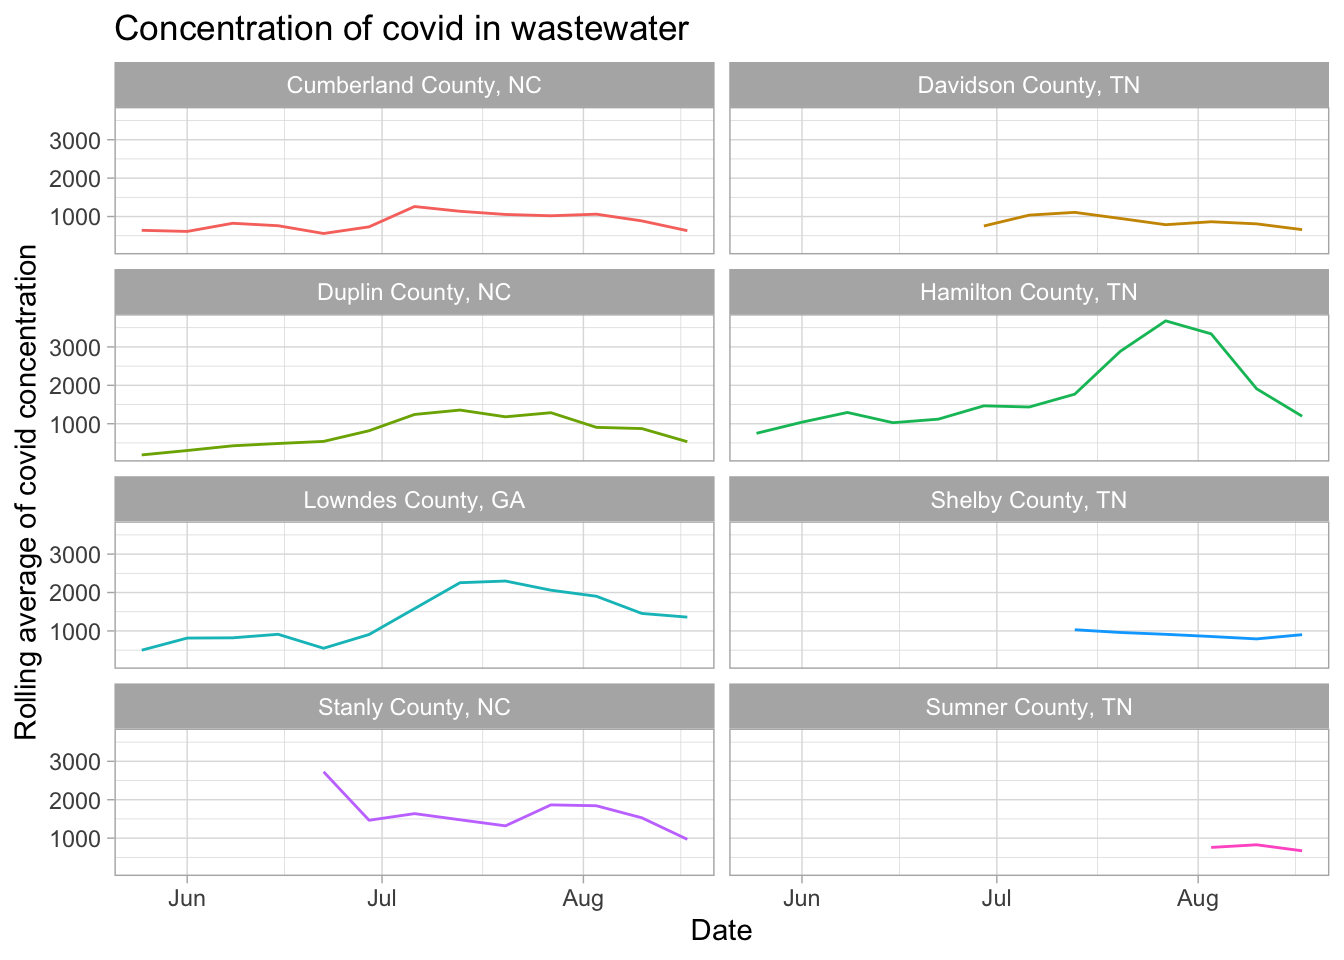 Concentration of covid in wastewater
Rolling average of covid concentration
Cumberland County, NC
Davidson County, TN
3000
2000
1000
Duplin County, NC
Hamilton County, TN
3000
2000
1000
Lowndes County, GA
Shelby County, TN
3000
2000
1000
Stanly County, NC
Sumner County, TN
3000
2000
1000
Jun Jul Aug
Jun Jul Aug
Date